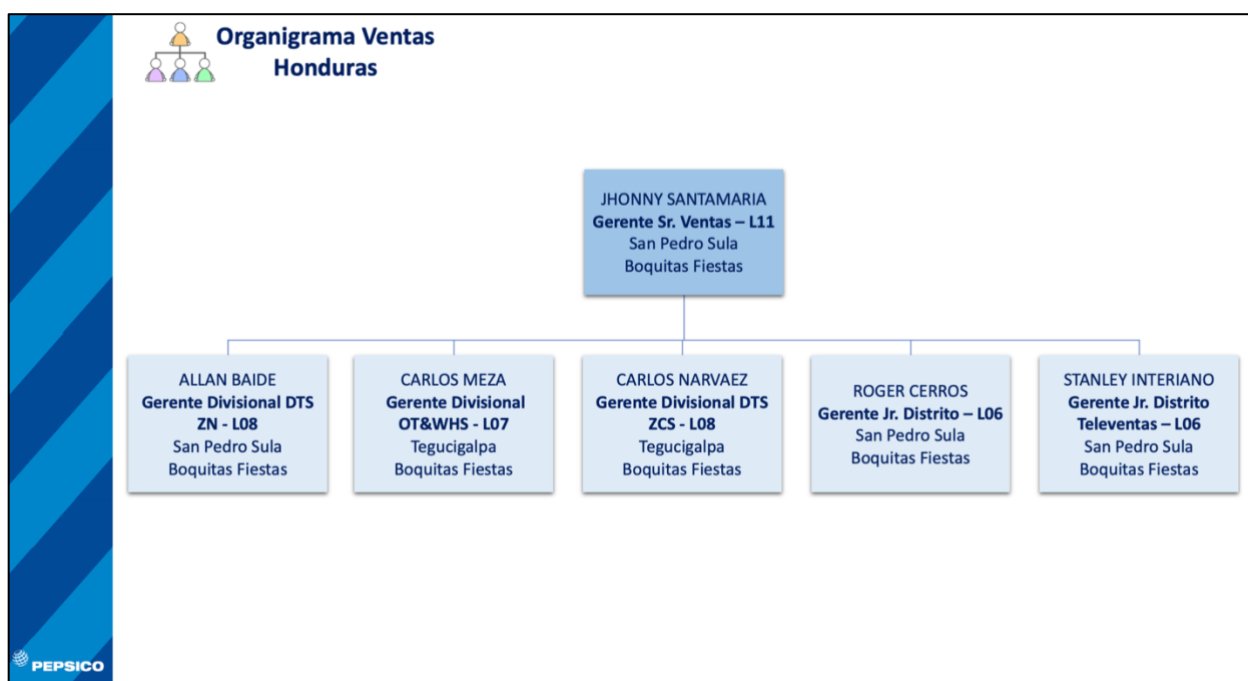 Organigrama Ventas
Honduras
JHONNY SANTAMARIA
Gerente Sr. Ventas – L11
San Pedro Sula
Boquitas Fiestas
ALLAN BAIDE
Gerente Divisional DTS
ZN - L08
San Pedro Sula
Boquitas Fiestas
CARLOS MEZA
Gerente Divisional
OT&WHS - L07
Tegucigalpa
Boquitas Fiestas
CARLOS NARVAEZ
Gerente Divisional DTS
ZCS - L08
Tegucigalpa
Boquitas Fiestas
ROGER CERROS
Gerente Jr. Distrito – L06
San Pedro Sula
Boquitas Fiestas
STANLEY INTERIANO
Gerente Jr. Distrito
Televentas – L06
San Pedro Sula
Boquitas Fiestas
PEPSICO